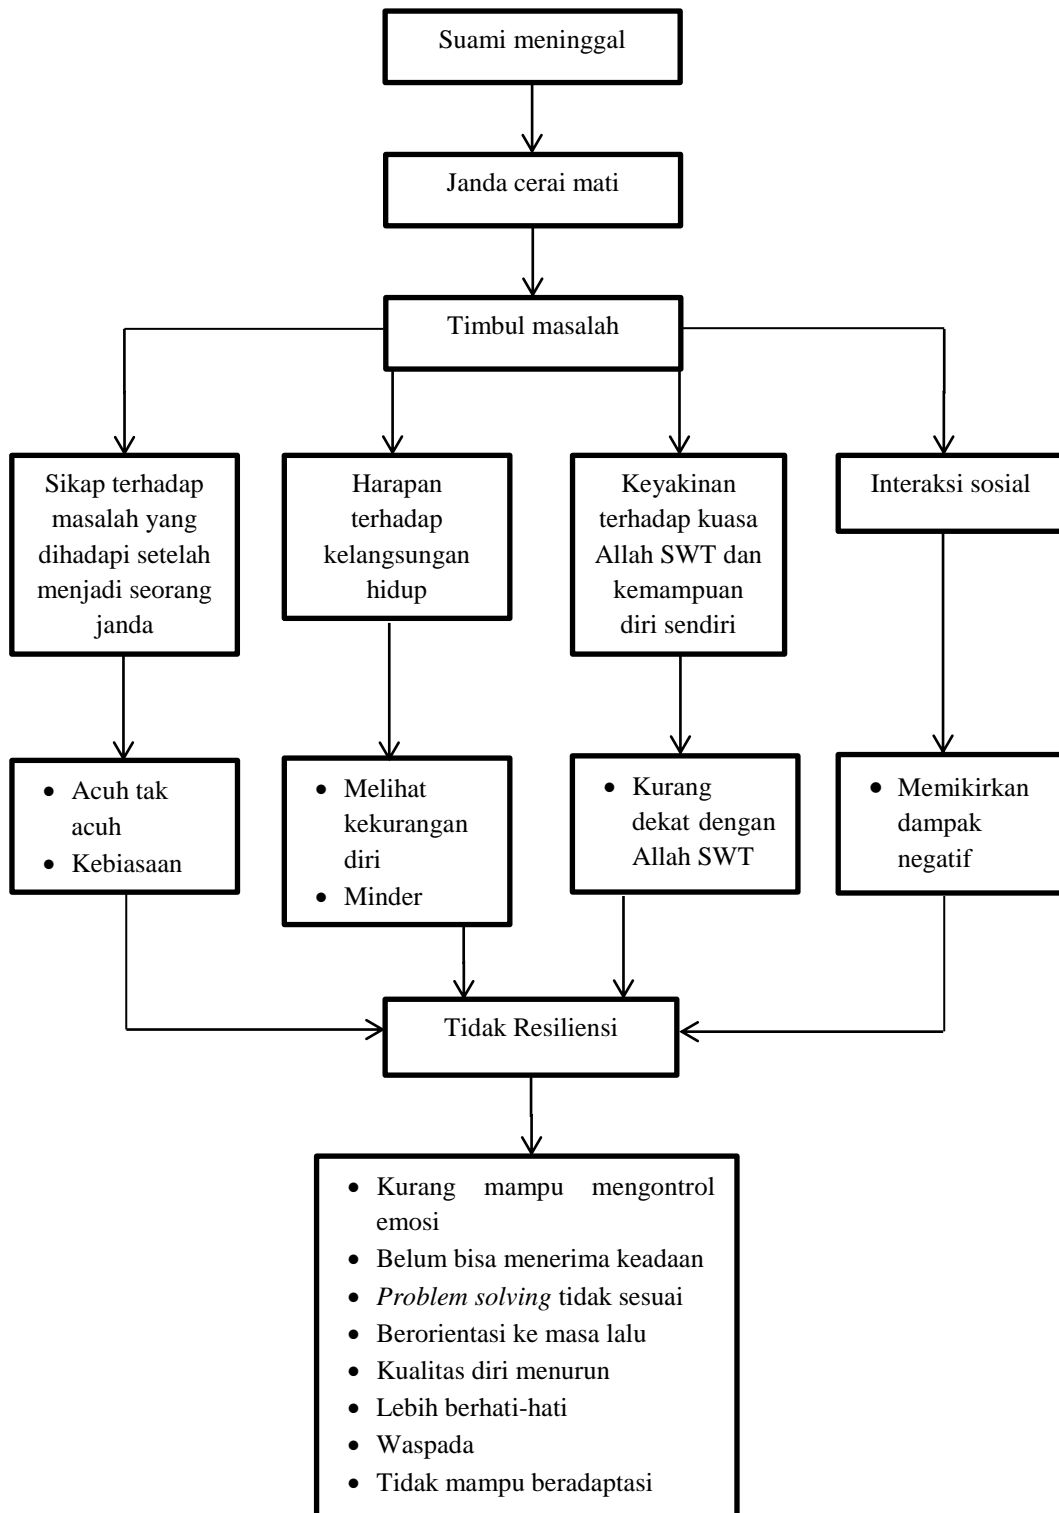 Suami meninggal
Janda cerai mati
Timbul masalah
Sikap terhadap
masalah yang
dihadapi setelah
menjadi seorang
janda
Harapan
terhadap
kelangsungan
hidup
Keyakinan
terhadap kuasa
Allah SWT dan
kemampuan
diri sendiri
Interaksi sosial
• Acuh tak
acuh
• Kebiasaan
• Melihat
kekurangan
diri
• Minder
• Kurang
dekat dengan
Allah SWT
• Memikirkan
dampak
negatif
Tidak Resiliensi
• Kurang mampu mengontrol
emosi
• Belum bisa menerima keadaan
• Problem solving tidak sesuai
• Berorientasi ke masa lalu
• Kualitas diri menurun
• Lebih berhati-hati
• Waspada
• Tidak mampu beradaptasi